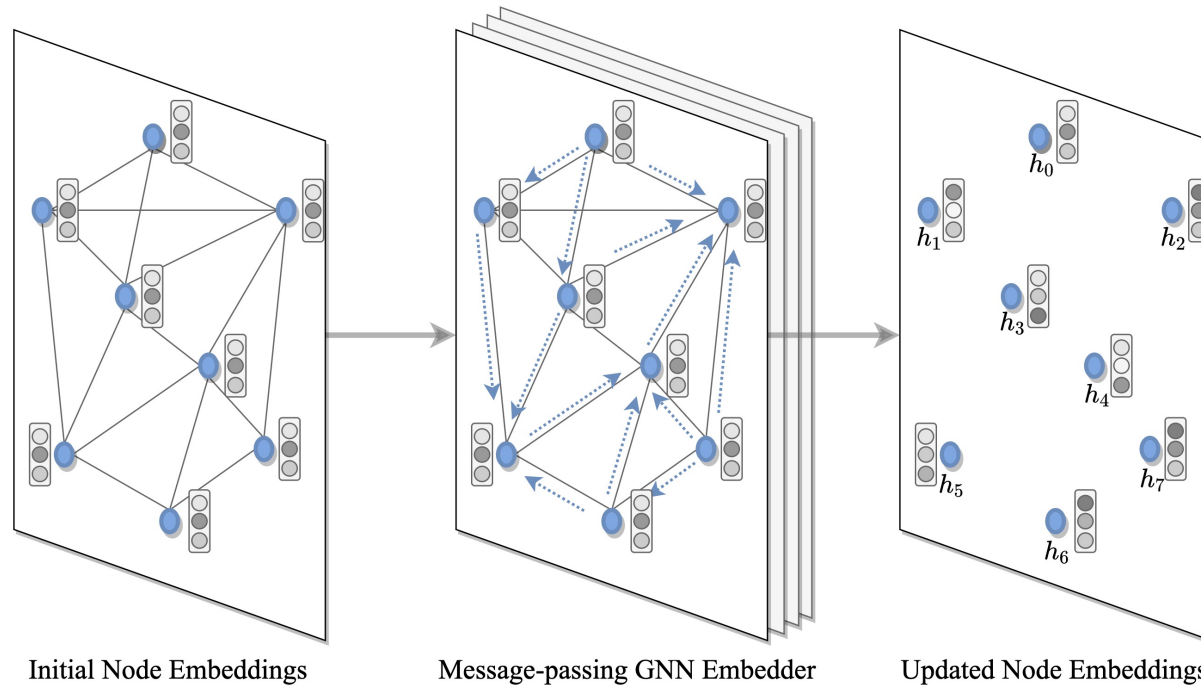 h0
h1
h2
h3
h4
h5
h7
h6
Initial Node Embeddings
Message-passing GNN Embedder
Updated Node Embeddings